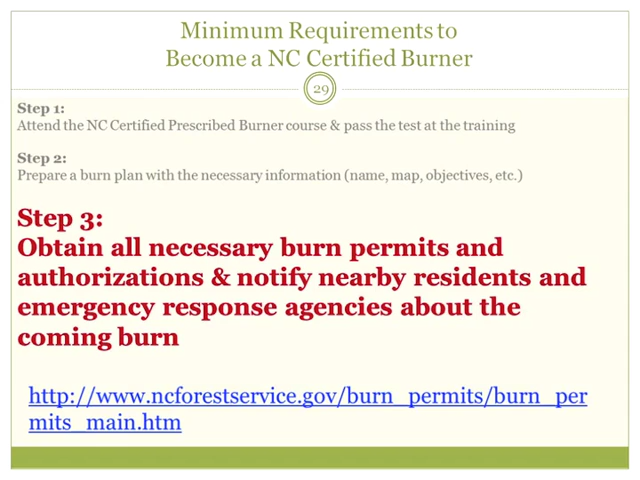 Minimum Requirements to
Become a NC Certified Burner
29
Step 1:
Attend the NC Certified Prescribed Burner course & pass the test at the training
Step 2:
Prepare a burn plan with the necessary information (name, map, objectives, etc.)
Step 3:
Obtain all necessary burn permits and
authorizations & notify nearby residents and
emergency response agencies about the
coming burn
http://www.ncforestservice.gov/burn_permits/burn_per
mits_main.htm